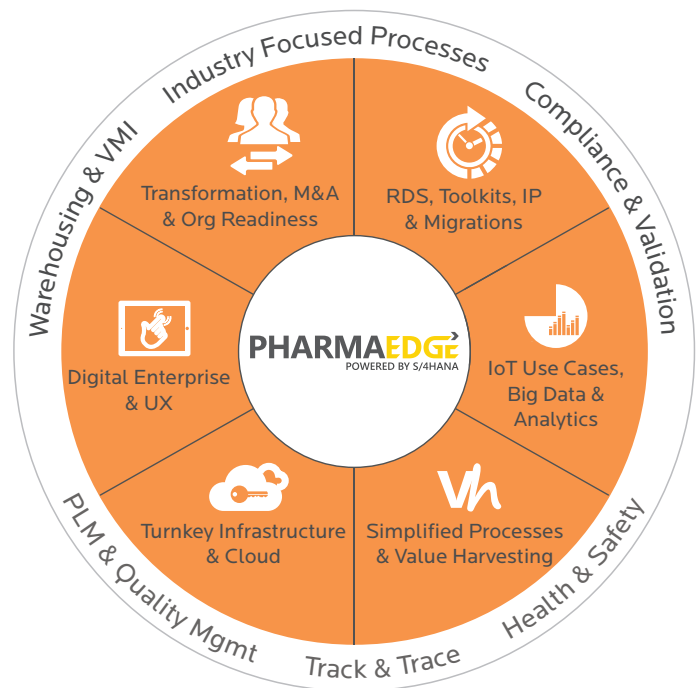 Industry Focused Processes
Compliance & Validation
Health & Safety
Track & Trace
PLM & Quality Mgmt
Warehousing & VMI
Transformation, M&A
& Org Readiness
RDS, Toolkits, IP
& Migrations
IoT Use Cases,
Big Data &
Analytics
Vh
Simplified Processes
& Value Harvesting
Turnkey Infrastructure
& Cloud
Digital Enterprise
& UX
PHARMAEDGE
POWERED BY S/4HANA